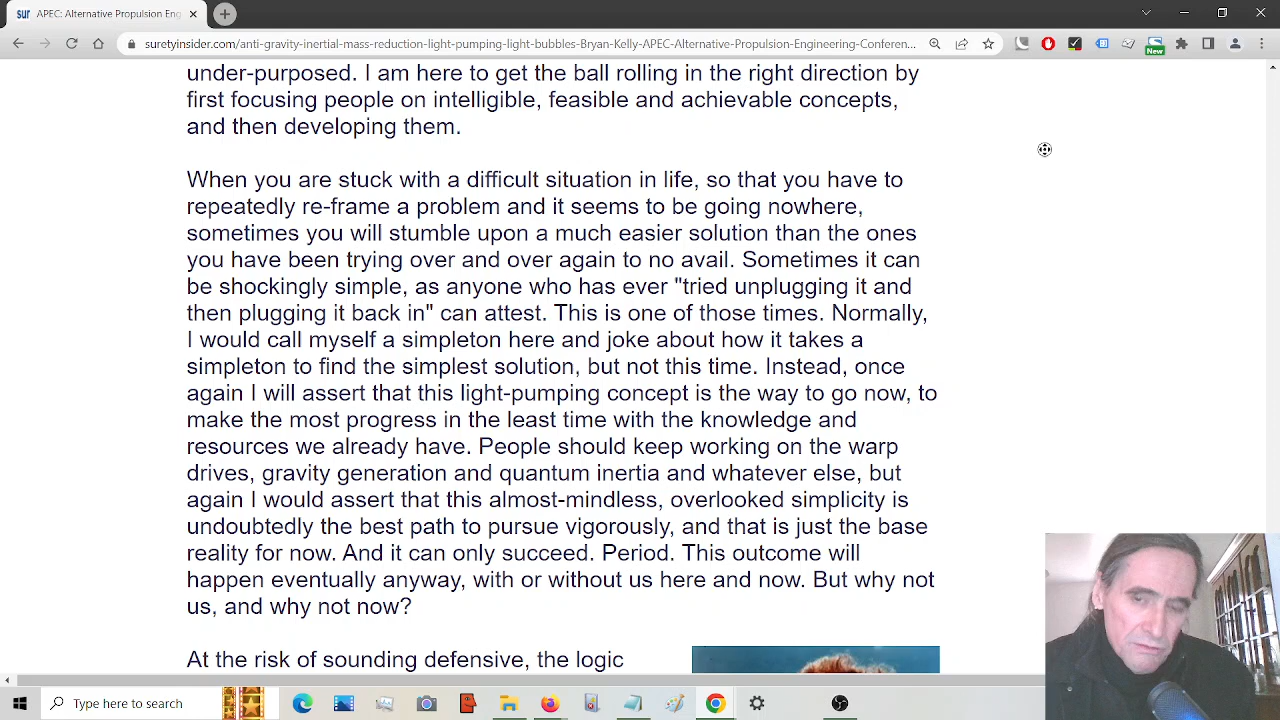 sur APEC: Alternative Propulsion Eng
suretyinsider.com/anti-gravity-inertial-mass-reduction-light-pumping-light-bubbles-Bryan-Kelly-APEC-Alternative-Propulsion-Engineering-Conferen...
New
under-purposed. I am here to get the ball rolling in the right direction by
first focusing people on intelligible, feasible and achievable concepts,
and then developing them.
When you are stuck with a difficult situation in life, so that you have to
repeatedly re-frame a problem and it seems to be going nowhere,
sometimes you will stumble upon a much easier solution than the ones
you have been trying over and over again to no avail. Sometimes it can
be shockingly simple, as anyone who has ever "tried unplugging it and
then plugging it back in" can attest. This is one of those times. Normally,
I would call myself a simpleton here and joke about how it takes a
simpleton to find the simplest solution, but not this time. Instead, once
again I will assert that this light-pumping concept is the way to go now, to
make the most progress in the least time with the knowledge and
resources we already have. People should keep working on the warp
drives, gravity generation and quantum inertia and whatever else, but
again I would assert that this almost-mindless, overlooked simplicity is
undoubtedly the best path to pursue vigorously, and that is just the base
reality for now. And it can only succeed. Period. This outcome will
happen eventually anyway, with or without us here and now. But why not
us, and why not now?
At the risk of sounding defensive, the logic
Type here to search